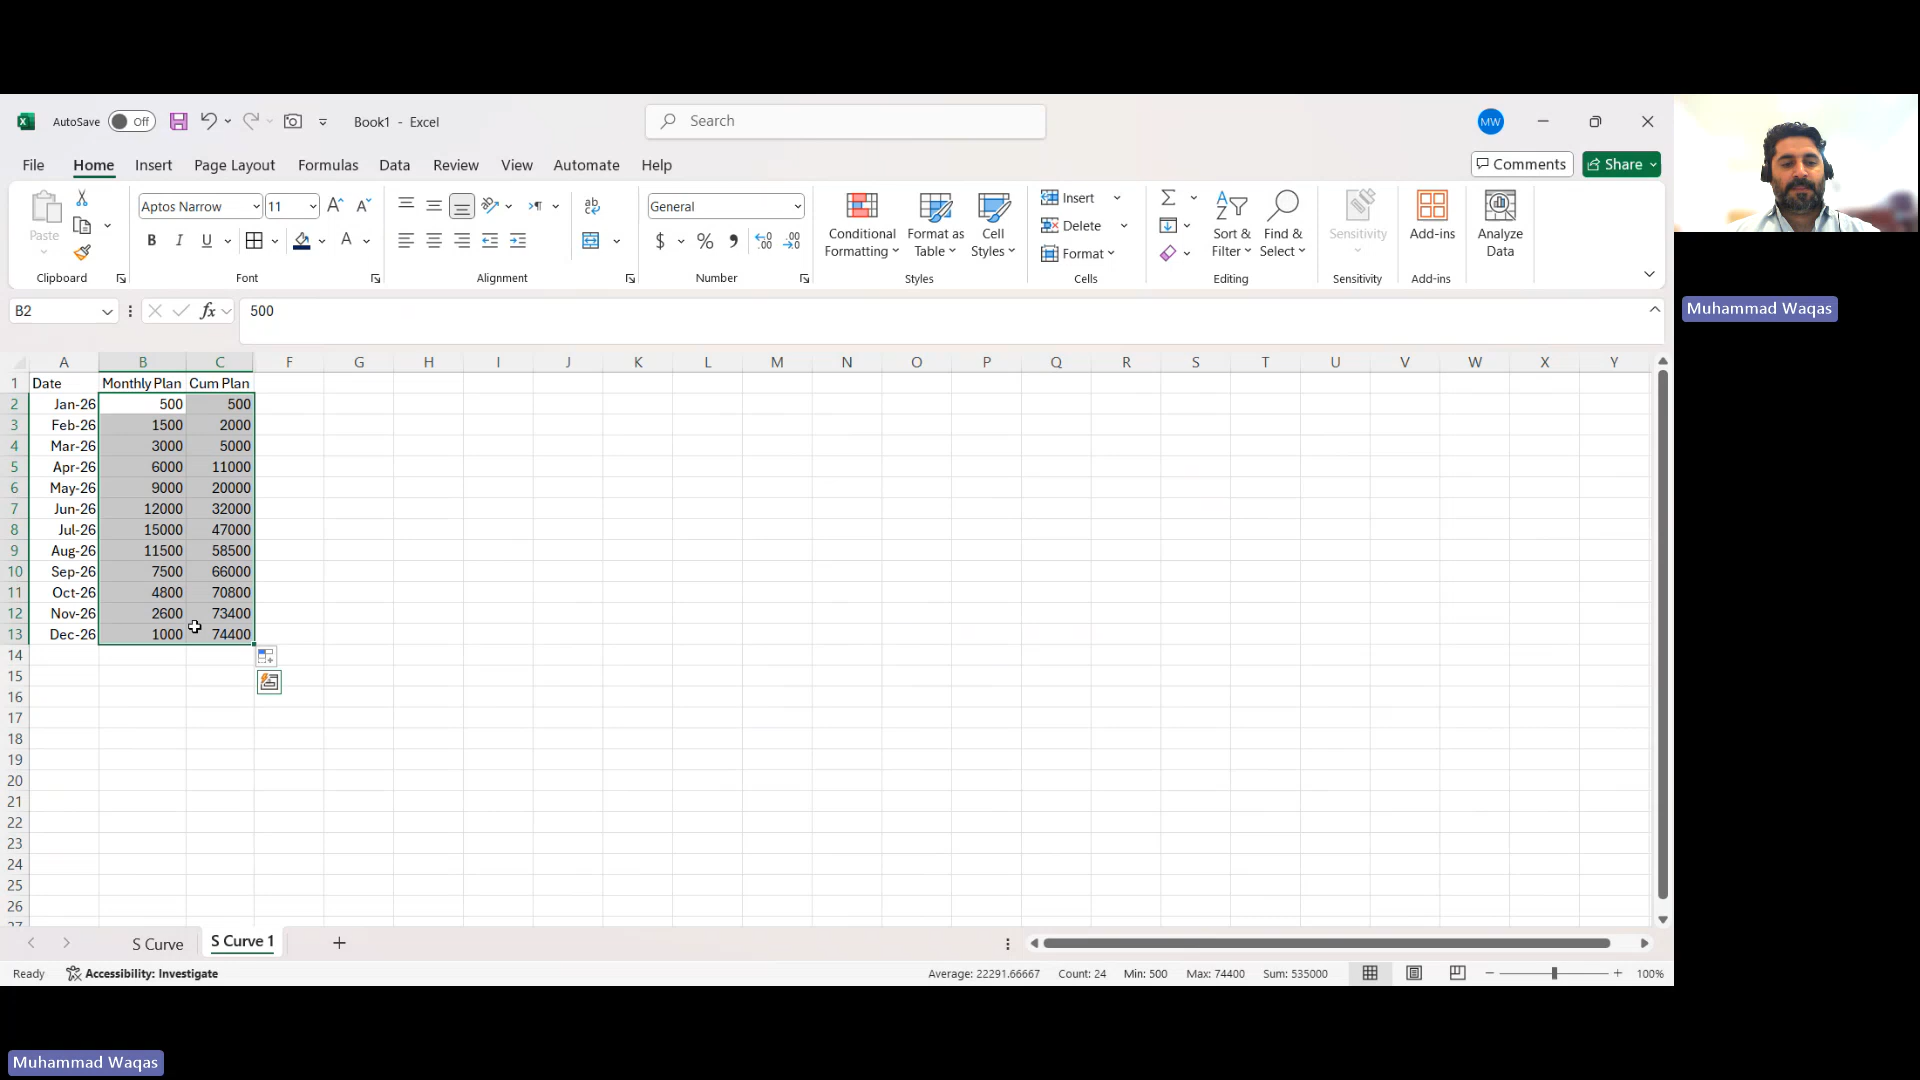 AutoSave Off Book1 - Excel Search MW
File Home Insert Page Layout Formulas Data Review View Automate Help Comments Share
Paste Aptos Narrow 11 General Conditional Formatting Format as Table Cell Styles Insert Delete Format Sort & Filter Find & Select Sensitivity Add-ins Analyze Data
Clipboard Font Alignment Number Styles Cells Editing Sensitivity Add-ins
B2 fx 500
Muhammad Waqas
A B C F G H I J K L M N O P Q R S T U V W X Y
1 Date Monthly Plan Cum Plan
2 Jan-26 500 500
3 Feb-26 1500 2000
4 Mar-26 3000 5000
5 Apr-26 6000 11000
6 May-26 9000 20000
7 Jun-26 12000 32000
8 Jul-26 15000 47000
9 Aug-26 11500 58500
10 Sep-26 7500 66000
11 Oct-26 4800 70800
12 Nov-26 2600 73400
13 Dec-26 1000 74400
14
15
16
17
18
19
20
21
22
23
24
25
26
27
S Curve S Curve 1
Ready Accessibility: Investigate Average: 22291.66667 Count: 24 Min: 500 Max: 74400 Sum: 535000 100%
Muhammad Waqas